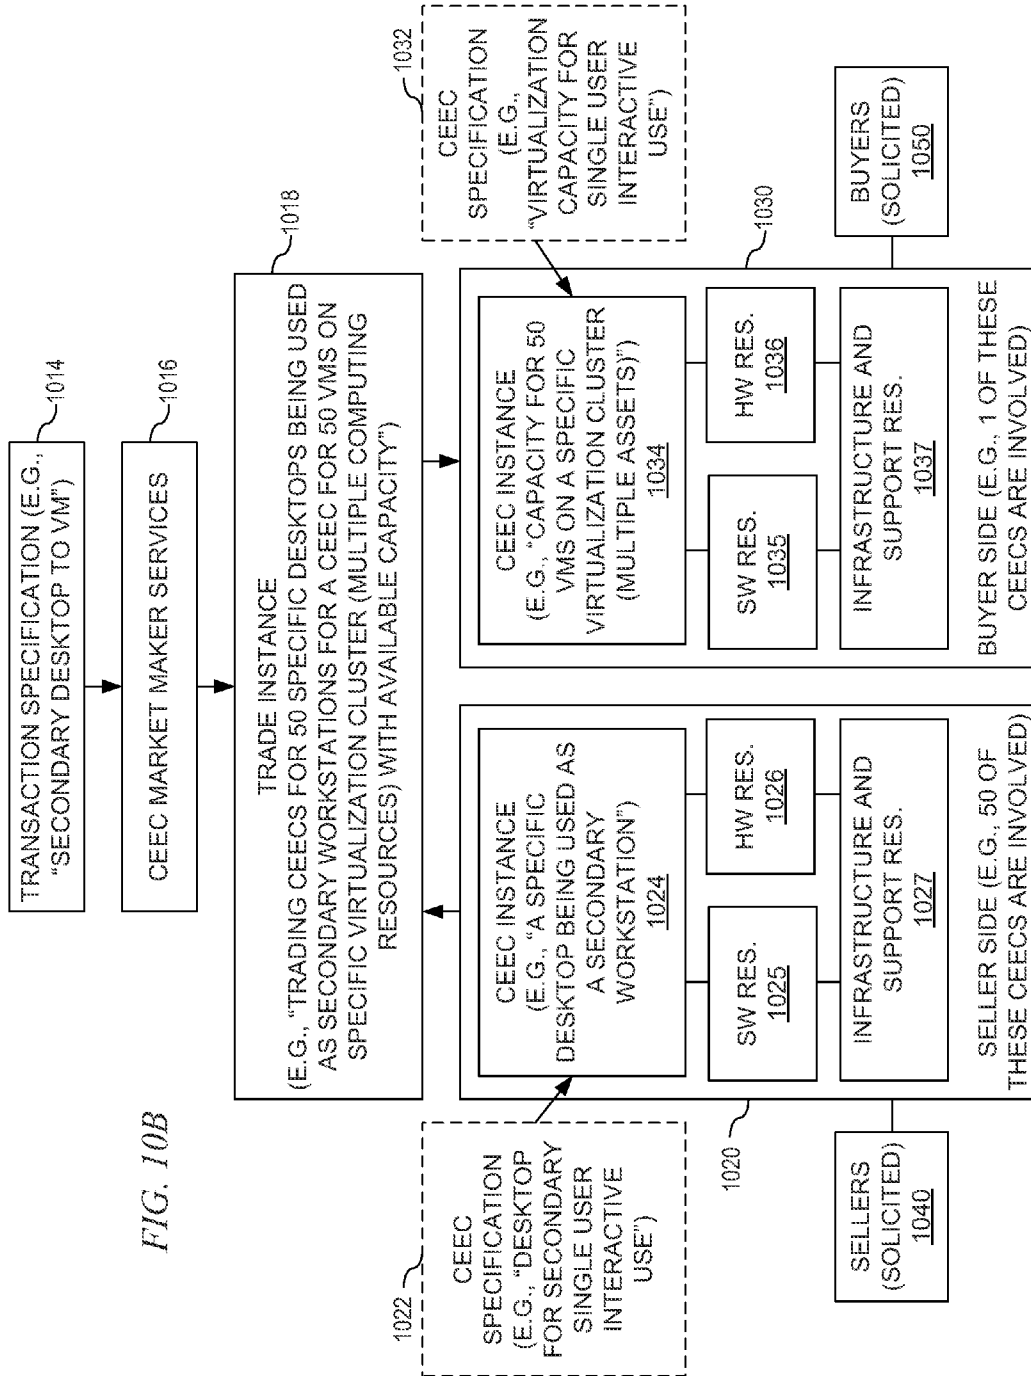 FIG. 10B
TRANSACTION SPECIFICATION (E.G.,
"SECONDARY DESKTOP TO VM")
1014
CEEC MARKET MAKER SERVICES
1016
TRADE INSTANCE
(E.G., "TRADING CEECS FOR 50 SPECIFIC DESKTOPS BEING USED
AS SECONDARY WORKSTATIONS FOR A CEEC FOR 50 VMS ON
SPECIFIC VIRTUALIZATION CLUSTER (MULTIPLE COMPUTING
RESOURCES) WITH AVAILABLE CAPACITY")
1018
1022
CEEC
SPECIFICATION
(E.G., "DESKTOP
FOR SECONDARY
SINGLE USER
INTERACTIVE
USE")
CEEC INSTANCE
(E.G., "A SPECIFIC
DESKTOP BEING USED AS
A SECONDARY
WORKSTATION")
1024
SW RES.
1025
HW RES.
1026
INFRASTRUCTURE AND
SUPPORT RES.
1027
SELLER SIDE (E.G., 50 OF
THESE CEECS ARE INVOLVED)
1020
SELLERS
(SOLICITED)
1040
1032
CEEC
SPECIFICATION
(E.G.,
"VIRTUALIZATION
CAPACITY FOR
SINGLE USER
INTERACTIVE
USE")
CEEC INSTANCE
(E.G., "CAPACITY FOR 50
VMS ON A SPECIFIC
VIRTUALIZATION CLUSTER
(MULTIPLE ASSETS)")
1034
SW RES.
1035
HW RES.
1036
INFRASTRUCTURE AND
SUPPORT RES.
1037
BUYER SIDE (E.G., 1 OF THESE
CEECS ARE INVOLVED)
1030
BUYERS
(SOLICITED)
1050